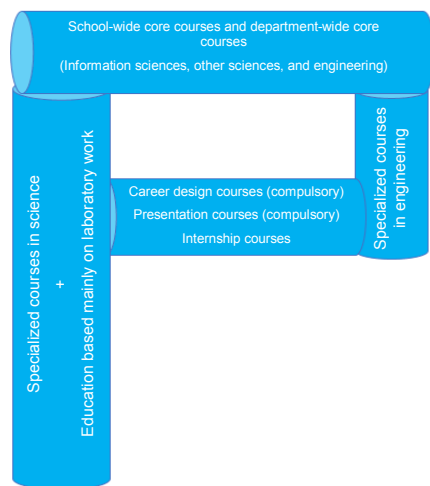 School-wide core courses and department-wide core
courses
(Information sciences, other sciences, and engineering)
Specialized courses in science
+
Education based mainly on laboratory work
Career design courses (compulsory)
Presentation courses (compulsory)
Internship courses
Specialized courses
in engineering